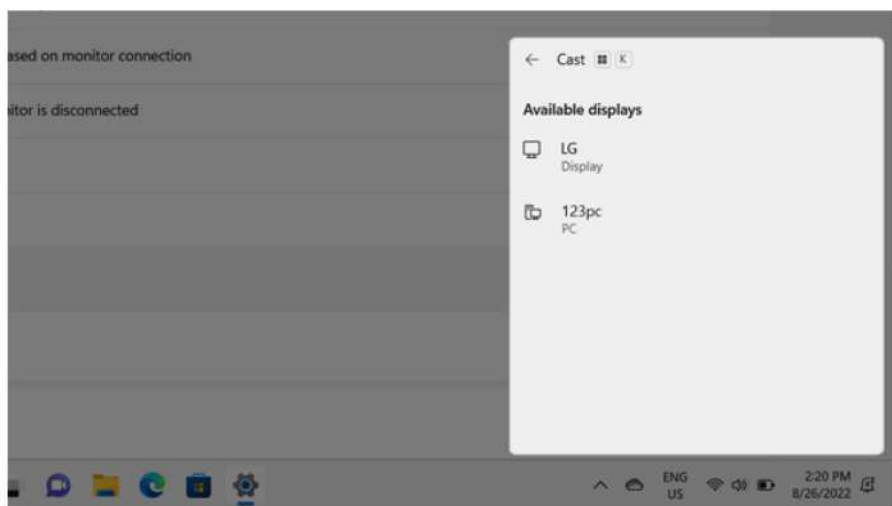 ased on monitor connection
itor is disconnected
← Cast K
Available displays
LG
Display
123pc
PC
ENG
US
2:20 PM
8/26/2022